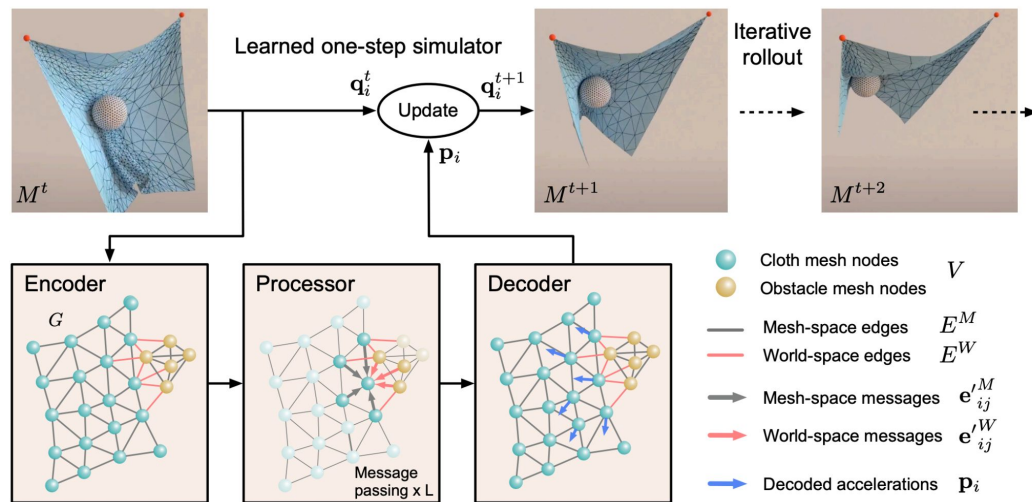 Learned one-step simulator
Iterative
rollout
q_i^t
Update
q_i^{t+1}
p_i
M^t
M^{t+1}
M^{t+2}
Encoder
G
Processor
Message
passing x L
Decoder
Cloth mesh nodes V
Obstacle mesh nodes
Mesh-space edges E^M
World-space edges E^W
Mesh-space messages e'^M_{ij}
World-space messages e'^W_{ij}
Decoded accelerations p_i